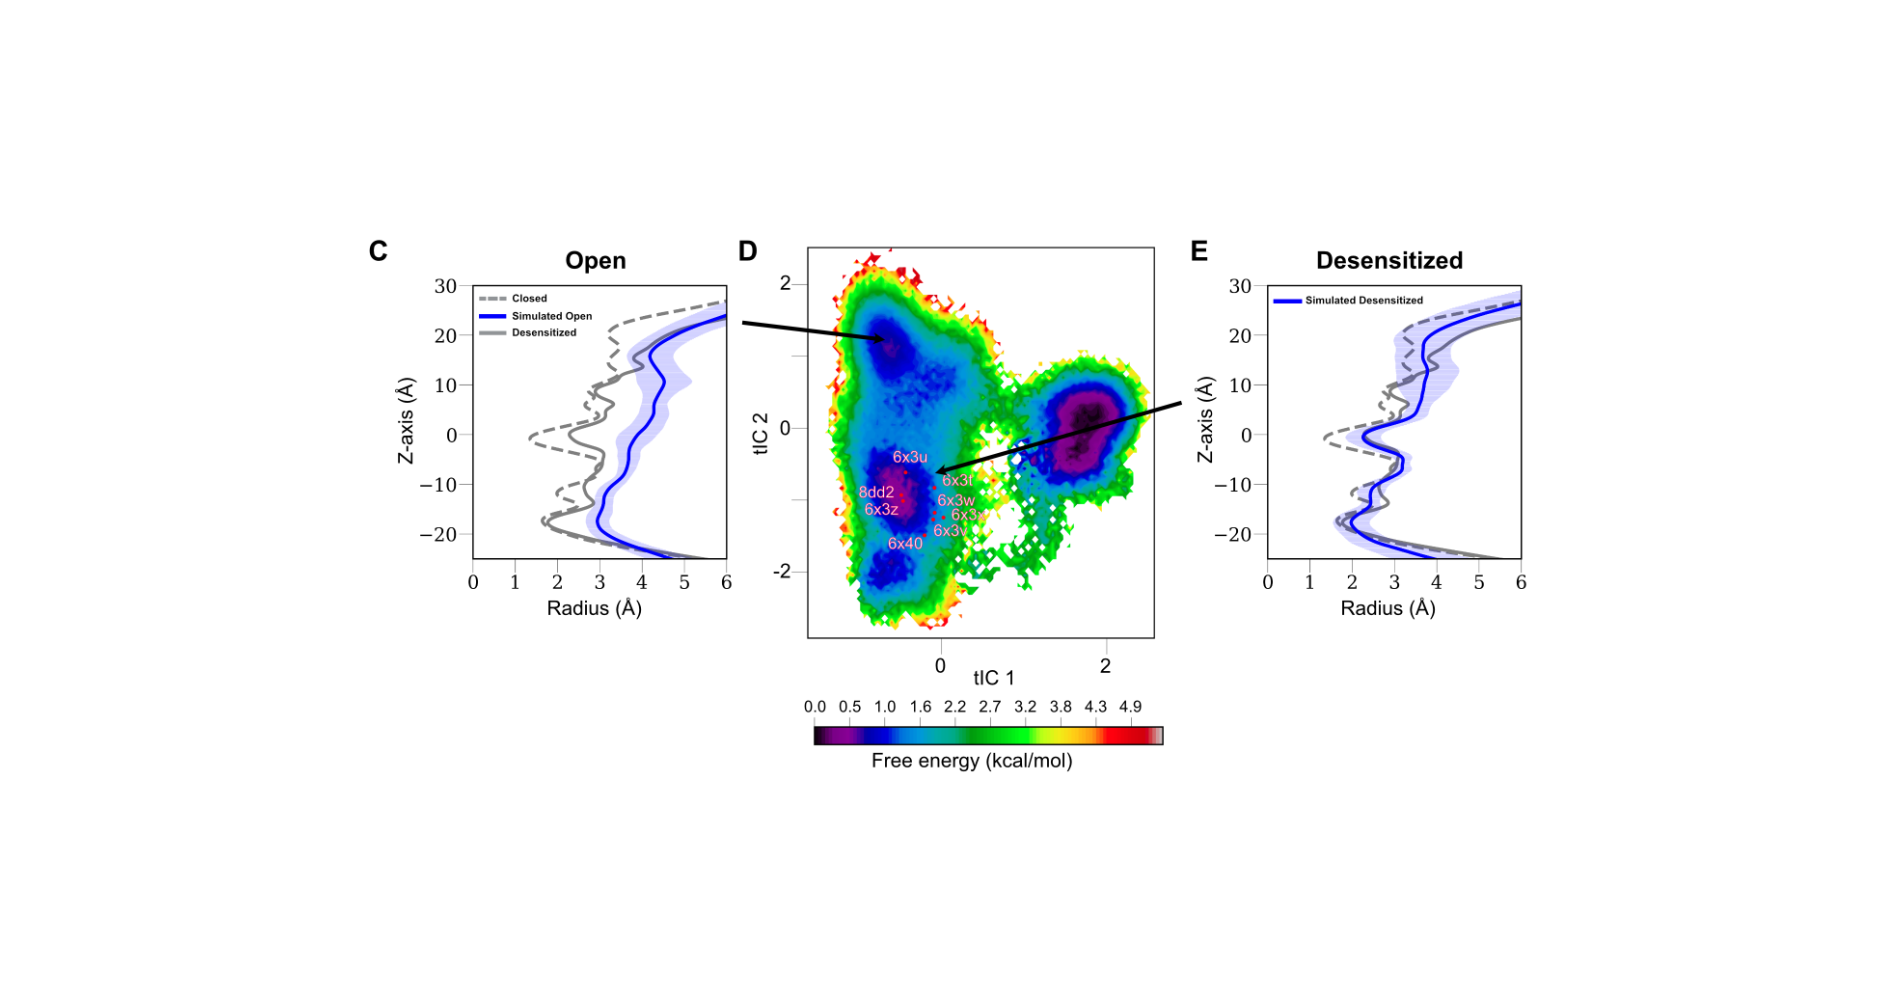 C
Open
Closed
Simulated Open
Desensitized
30
20
10
0
−10
−20
Z-axis (Å)
0 1 2 3 4 5 6
Radius (Å)
D
2
0
-2
tIC 2
6x3u
6x3t
8dd2
6x3w
6x3z
6x3v
6x40
0 2
tIC 1
0.0 0.5 1.0 1.6 2.2 2.7 3.2 3.8 4.3 4.9
Free energy (kcal/mol)
E
Desensitized
Simulated Desensitized
30
20
10
0
−10
−20
Z-axis (Å)
0 1 2 3 4 5 6
Radius (Å)